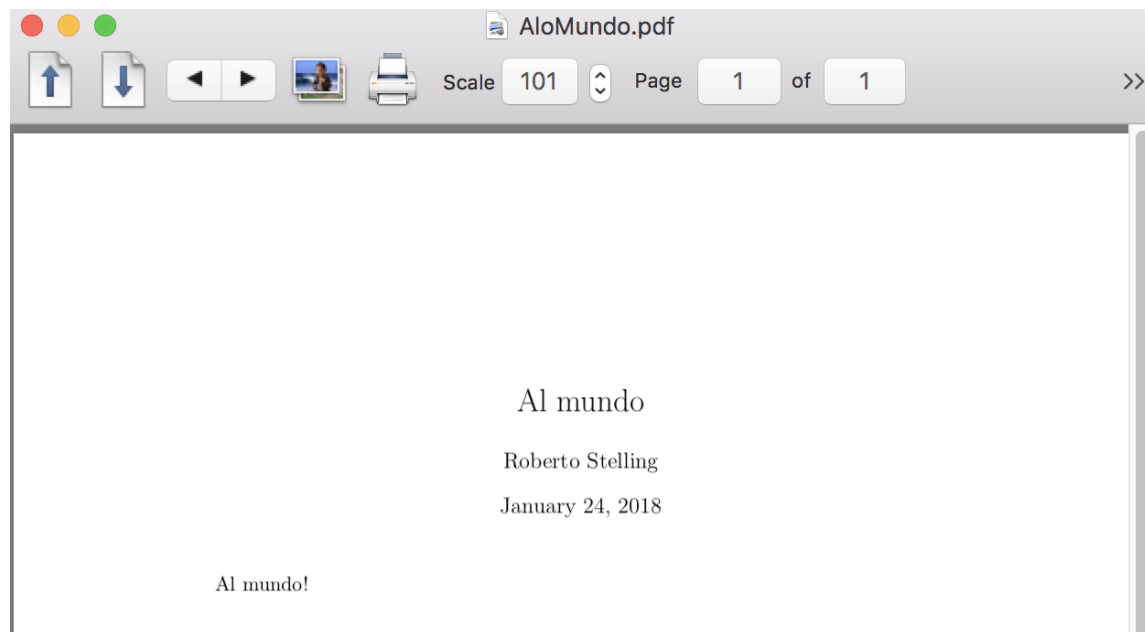 AloMundo.pdf
Scale 101 Page 1 of 1 >>
Al mundo
Roberto Stelling
January 24, 2018
Al mundo!